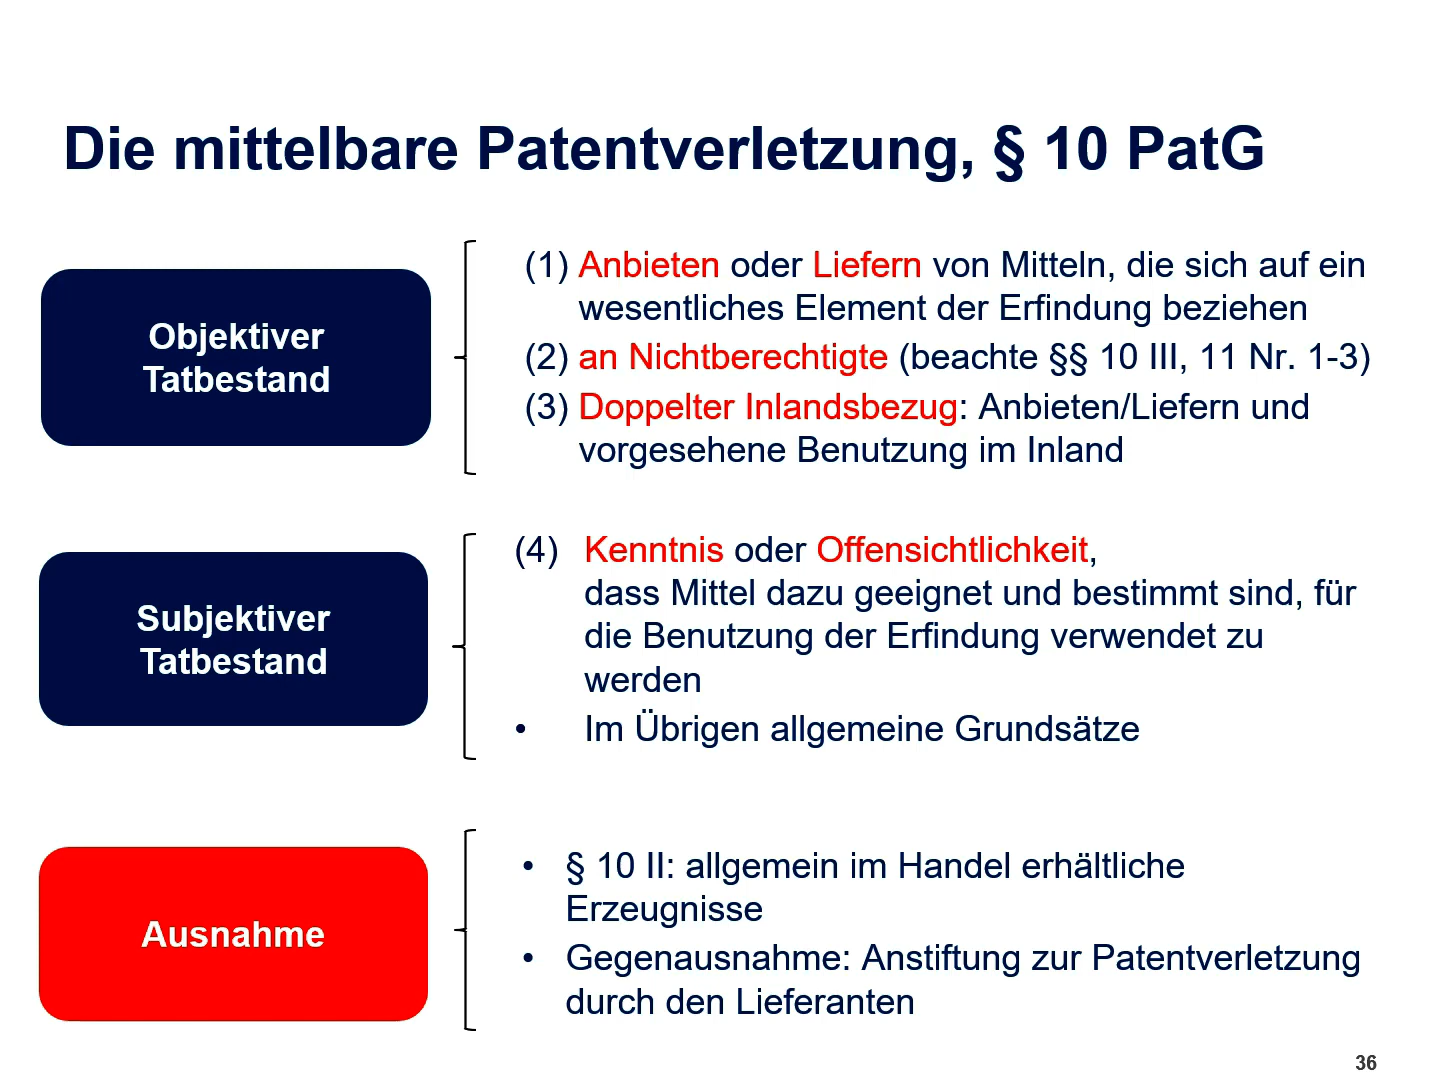 Die mittelbare Patentverletzung, § 10 PatG
Objektiver
Tatbestand
(1) Anbieten oder Liefern von Mitteln, die sich auf ein
wesentliches Element der Erfindung beziehen
(2) an Nichtberechtigte (beachte §§ 10 III, 11 Nr. 1-3)
(3) Doppelter Inlandsbezug: Anbieten/Liefern und
vorgesehene Benutzung im Inland
Subjektiver
Tatbestand
(4) Kenntnis oder Offensichtlichkeit,
dass Mittel dazu geeignet und bestimmt sind, für
die Benutzung der Erfindung verwendet zu
werden
• Im Übrigen allgemeine Grundsätze
Ausnahme
• § 10 II: allgemein im Handel erhältliche
Erzeugnisse
• Gegenausnahme: Anstiftung zur Patentverletzung
durch den Lieferanten
36